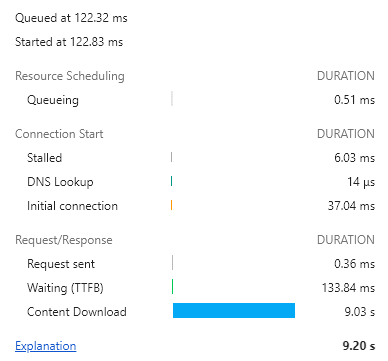 Queued at 122.32 ms
Started at 122.83 ms
Resource Scheduling DURATION
Queueing 0.51 ms
Connection Start DURATION
Stalled 6.03 ms
DNS Lookup 14 μs
Initial connection 37.04 ms
Request/Response DURATION
Request sent 0.36 ms
Waiting (TTFB) 133.84 ms
Content Download 9.03 s
Explanation 9.20 s